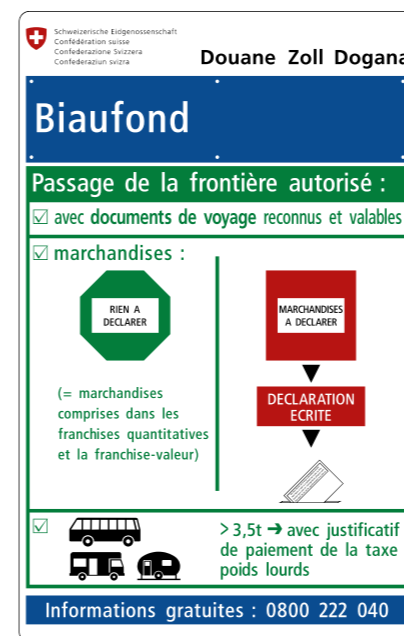 Schweizerische Eidgenossenschaft
Confédération suisse
Confederazione Svizzera
Confederaziun svizra
Douane Zoll Dogana
Biaufond
Passage de la frontière autorisé :
☑ avec documents de voyage reconnus et valables
☑ marchandises :
RIEN A
DECLARER
(= marchandises
comprises dans les
franchises quantitatives
et la franchise-valeur)
MARCHANDISES
A DECLARER
DECLARATION
ECRITE
☑
> 3,5t ➔ avec justificatif
de paiement de la taxe
poids lourds
Informations gratuites : 0800 222 040